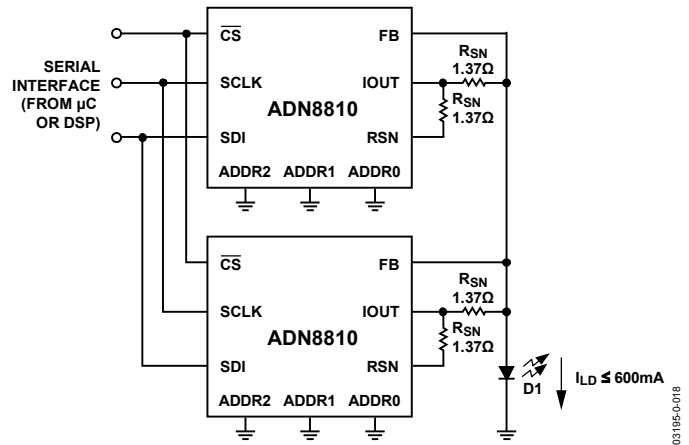 CS FB
SERIAL
INTERFACE
(FROM µC
OR DSP)
SCLK IOUT
RSN
1.37Ω
RSN
1.37Ω
ADN8810
SDI RSN
ADDR2 ADDR1 ADDR0
CS FB
SCLK IOUT
RSN
1.37Ω
RSN
1.37Ω
ADN8810
SDI RSN
ADDR2 ADDR1 ADDR0
D1
ILD ≤ 600mA
03195-0-018